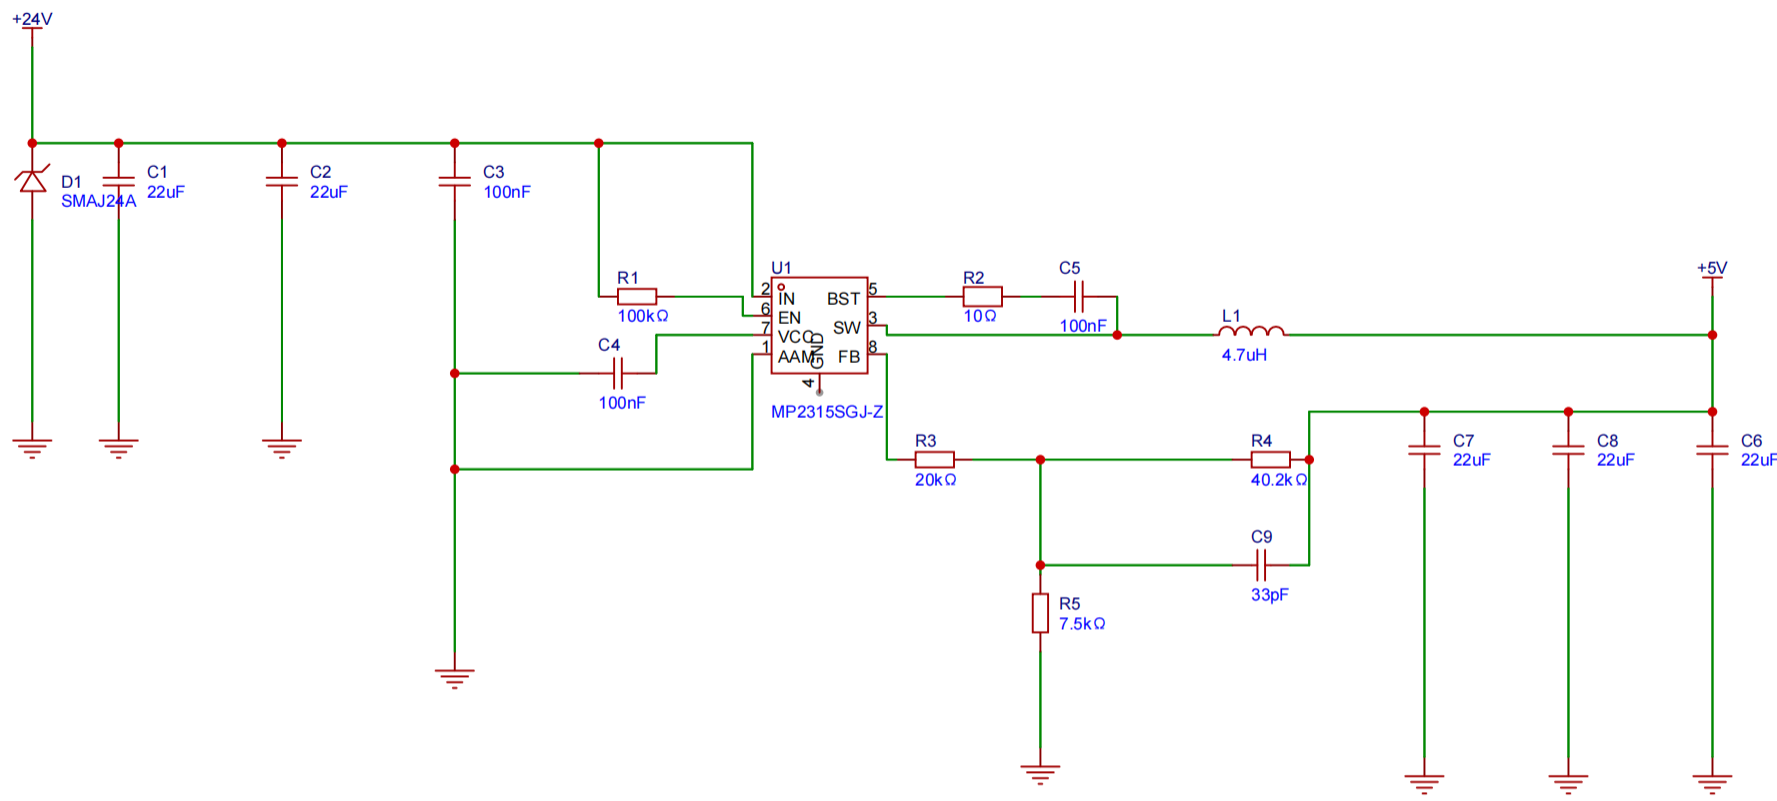 +24V
D1
SMAJ24A
C1
22uF
C2
22uF
C3
100nF
R1
100kΩ
C4
100nF
U1
2
IN
6
EN
7
VCC
1
AAM
GND
4
BST
5
SW
3
FB
8
MP2315SGJ-Z
R2
10Ω
C5
100nF
L1
4.7uH
+5V
R3
20kΩ
R4
40.2kΩ
C9
33pF
R5
7.5kΩ
C7
22uF
C8
22uF
C6
22uF